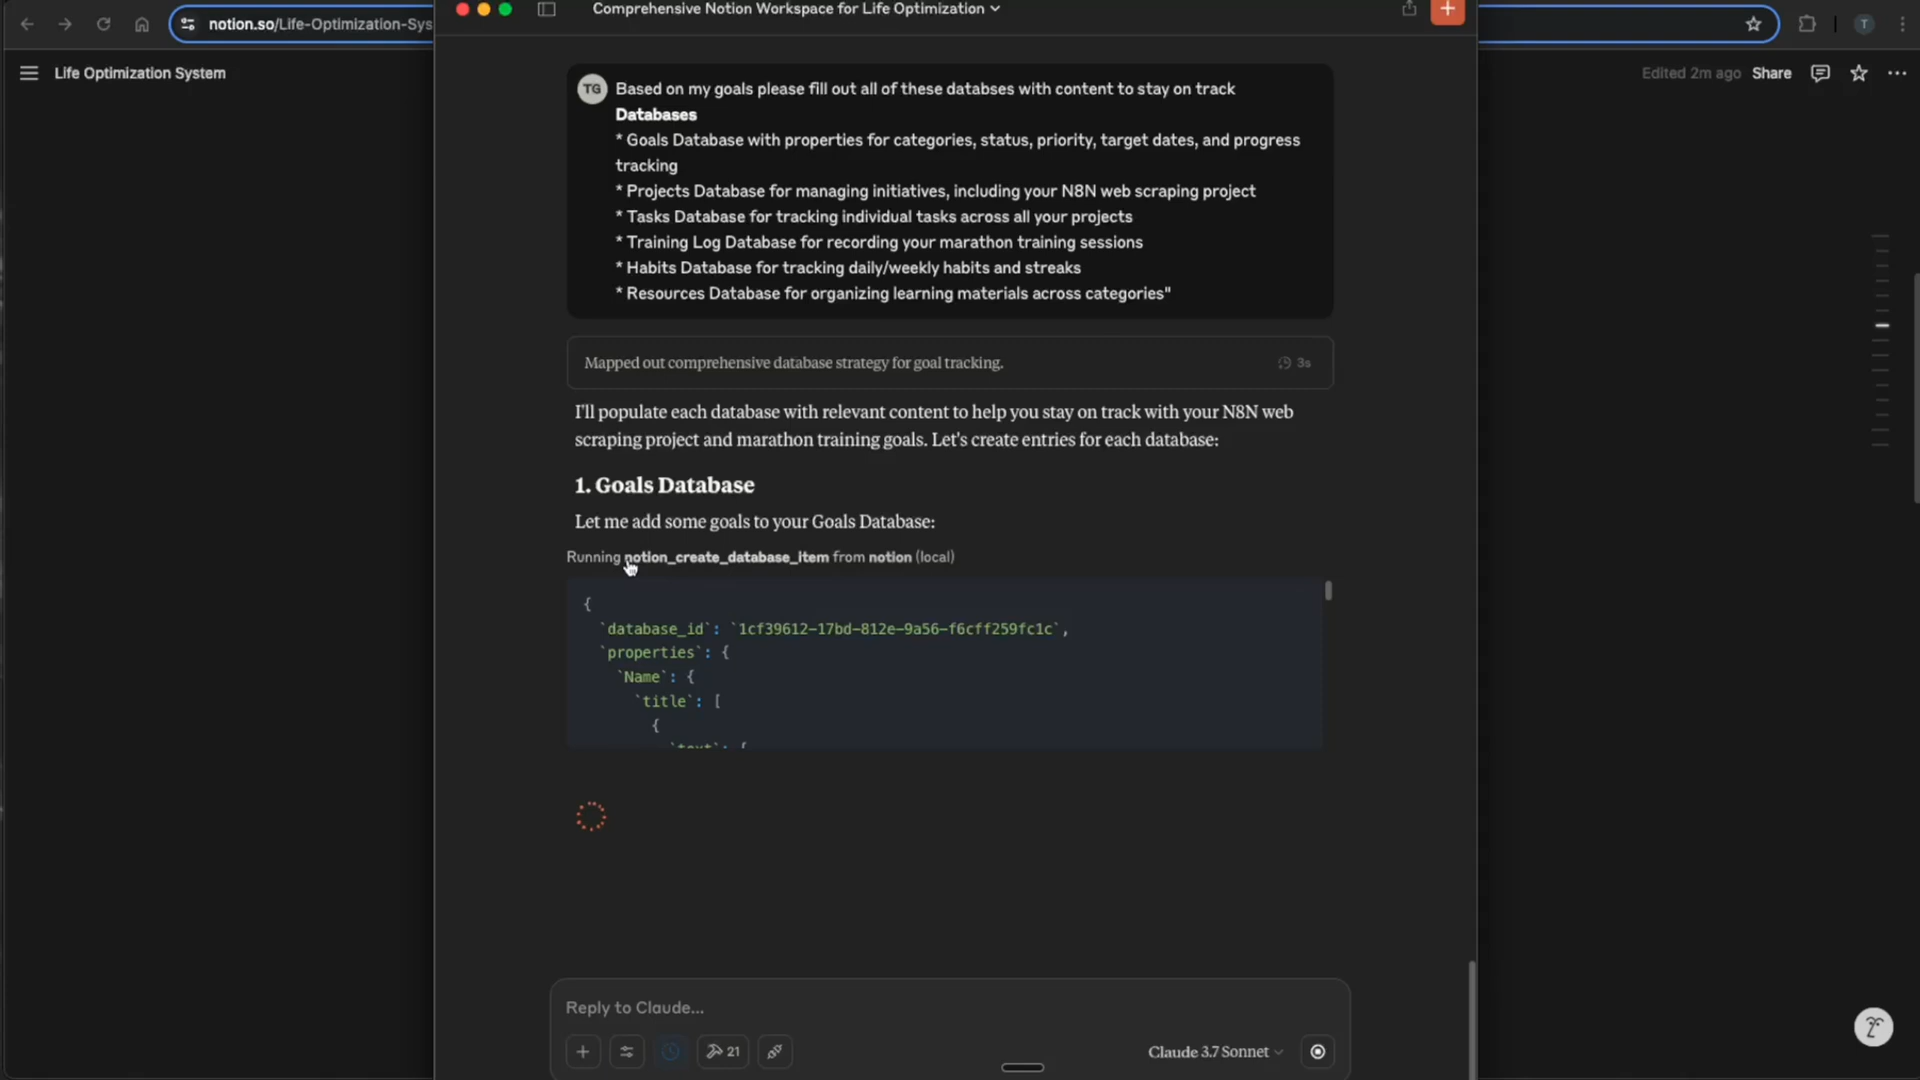 Comprehensive Notion Workspace for Life Optimization
notion.so/Life-Optimization-Sys
T
Life Optimization System
Edited 2m ago Share
TG
Based on my goals please fill out all of these databses with content to stay on track
Databases
* Goals Database with properties for categories, status, priority, target dates, and progress
tracking
* Projects Database for managing initiatives, including your N8N web scraping project
* Tasks Database for tracking individual tasks across all your projects
* Training Log Database for recording your marathon training sessions
* Habits Database for tracking daily/weekly habits and streaks
* Resources Database for organizing learning materials across categories"
Mapped out comprehensive database strategy for goal tracking. 3s
I'll populate each database with relevant content to help you stay on track with your N8N web
scraping project and marathon training goals. Let's create entries for each database:
1. Goals Database
Let me add some goals to your Goals Database:
Running notion_create_database_item from notion (local)
{
`database_id`: `1cf39612-17bd-812e-9a56-f6cff259fc1c`,
`properties`: {
`Name`: {
`title`: [
{
`text`: {
Reply to Claude...
21
Claude 3.7 Sonnet